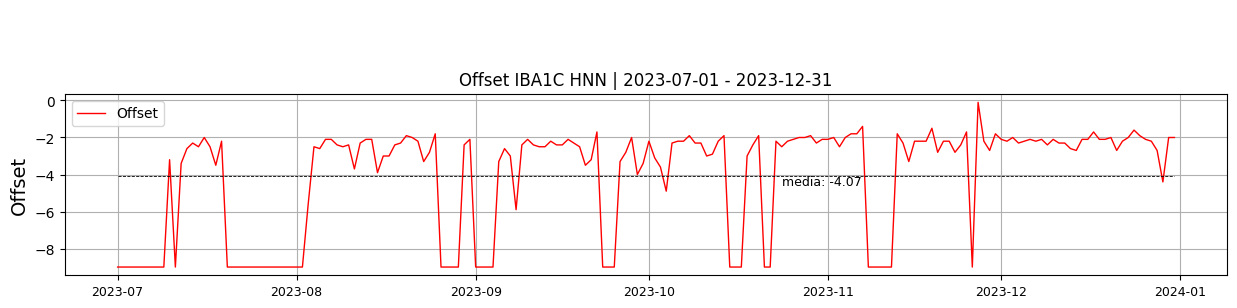 Offset IBA1C HNN | 2023-07-01 - 2023-12-31
Offset
Offset
0
−2
−4
−6
−8
media: -4.07
2023-07 2023-08 2023-09 2023-10 2023-11 2023-12 2024-01